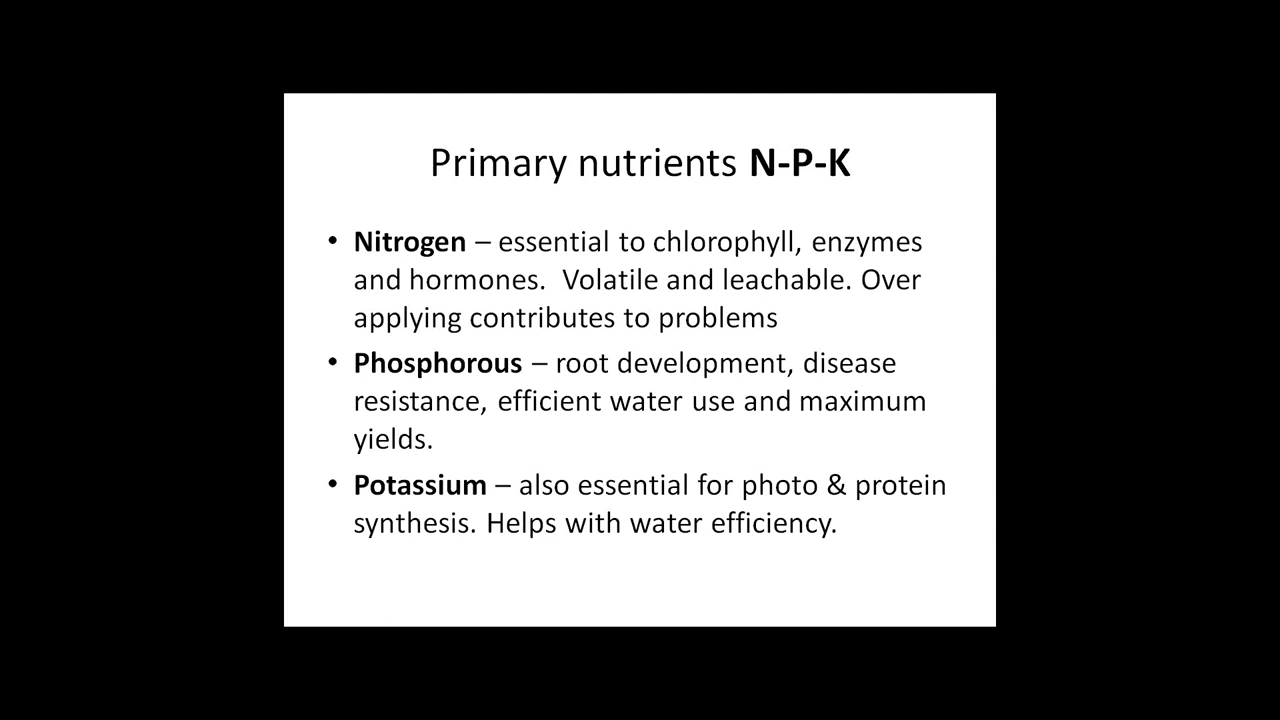 Primary nutrients N-P-K
• Nitrogen – essential to chlorophyll, enzymes
and hormones.  Volatile and leachable. Over
applying contributes to problems
• Phosphorous – root development, disease
resistance, efficient water use and maximum
yields.
• Potassium – also essential for photo & protein
synthesis. Helps with water efficiency.